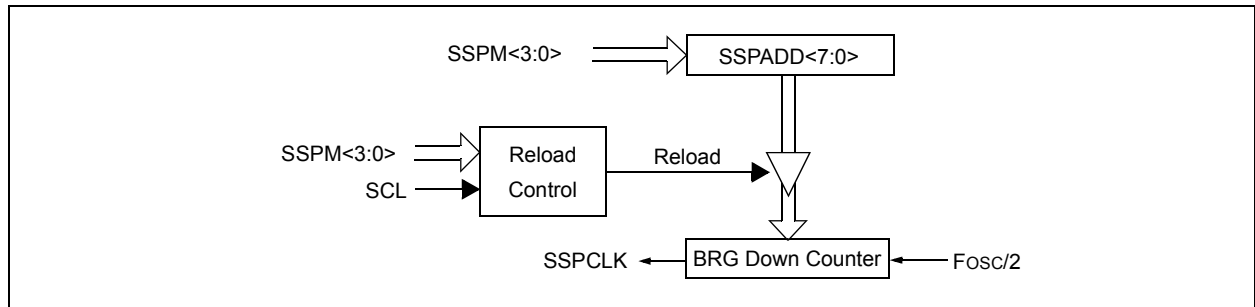 SSPM<3:0>
SSPADD<7:0>
SSPM<3:0>
SCL
Reload
Control
Reload
SSPCLK
BRG Down Counter
FOSC/2